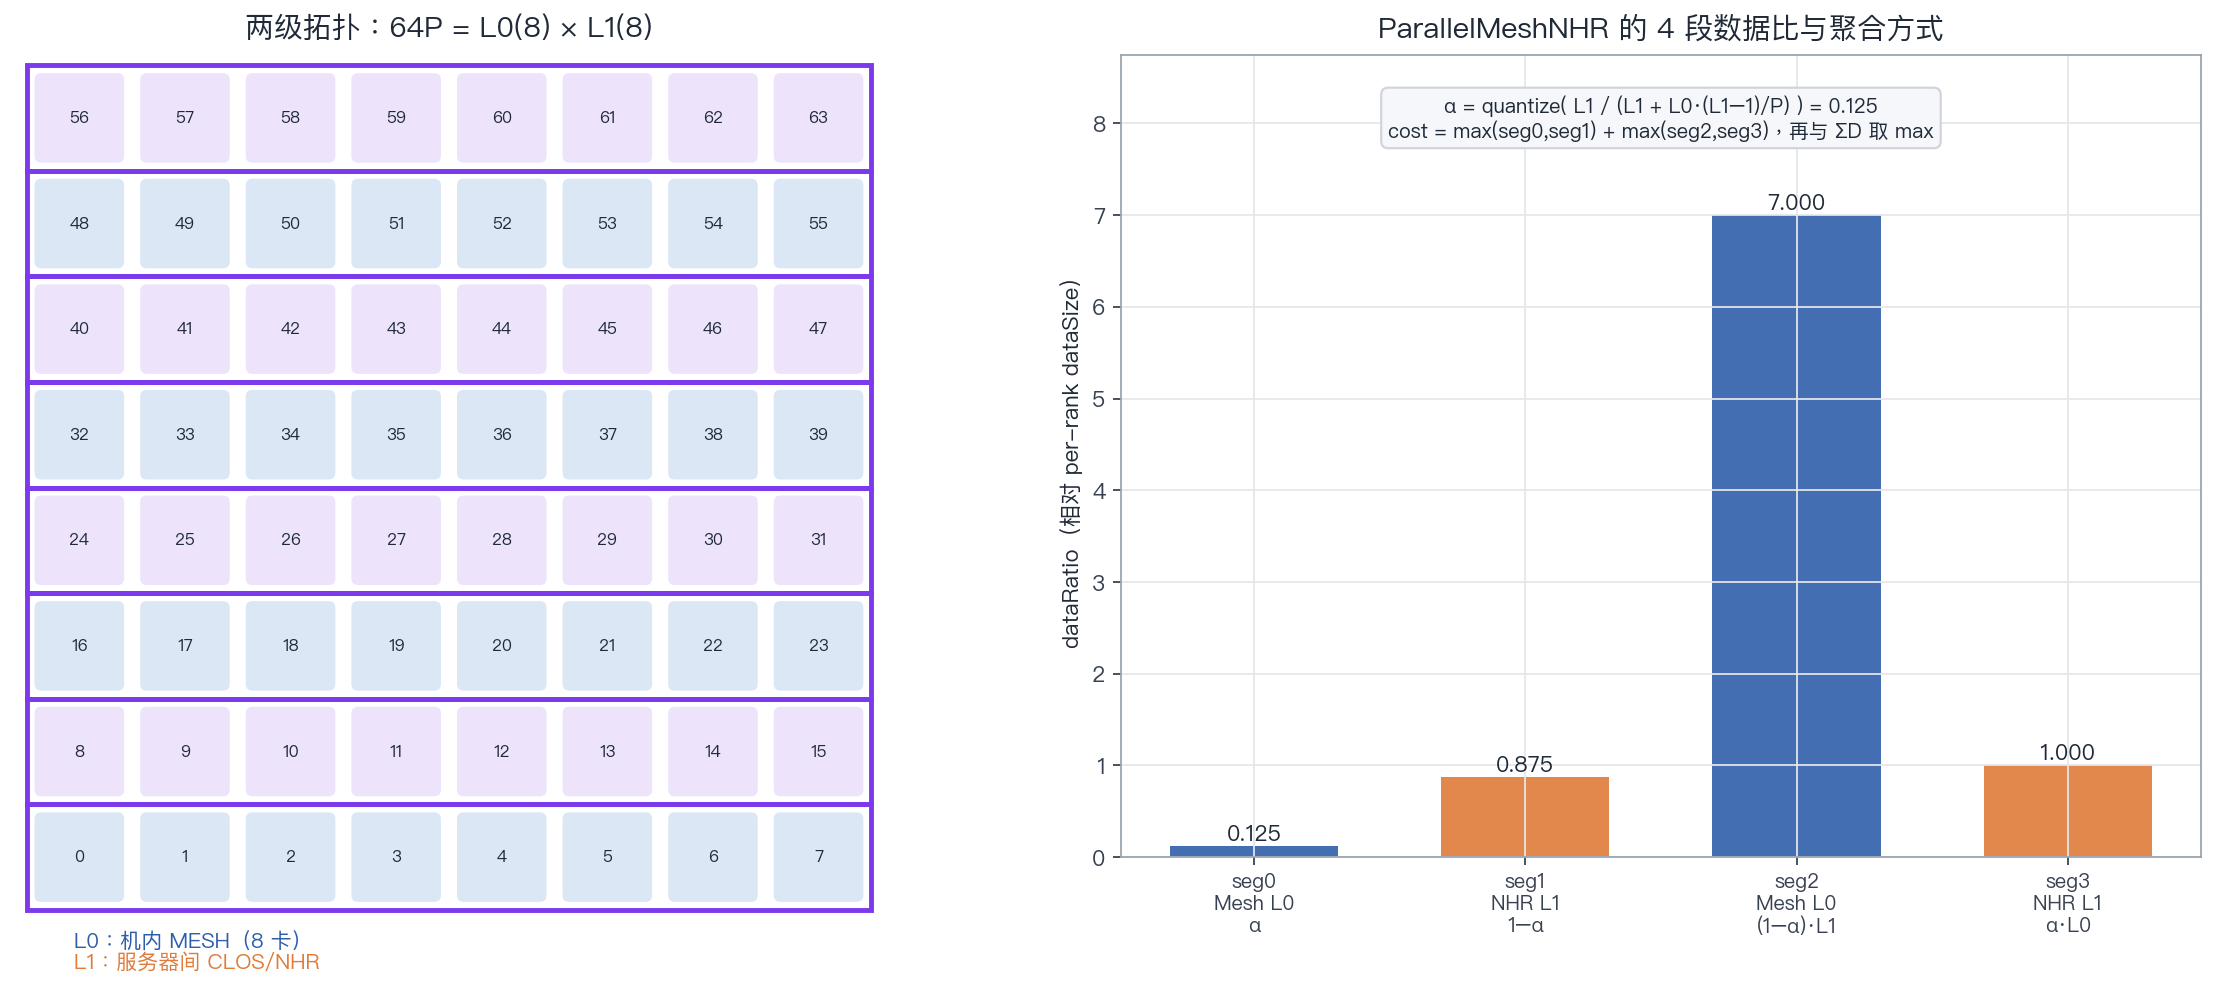 两级拓扑：64P = L0(8) × L1(8)
56 57 58 59 60 61 62 63
48 49 50 51 52 53 54 55
40 41 42 43 44 45 46 47
32 33 34 35 36 37 38 39
24 25 26 27 28 29 30 31
16 17 18 19 20 21 22 23
8 9 10 11 12 13 14 15
0 1 2 3 4 5 6 7
L0：机内 MESH（8 卡）
L1：服务器间 CLOS/NHR
ParallelMeshNHR 的 4 段数据比与聚合方式
α = quantize( L1 / (L1 + L0·(L1−1)/P) ) = 0.125
cost = max(seg0,seg1) + max(seg2,seg3)，再与 ΣD 取 max
dataRatio（相对 per-rank dataSize）
8
7
6
5
4
3
2
1
0
0.125
0.875
7.000
1.000
seg0
Mesh L0
α
seg1
NHR L1
1−α
seg2
Mesh L0
(1−α)·L1
seg3
NHR L1
α·L0